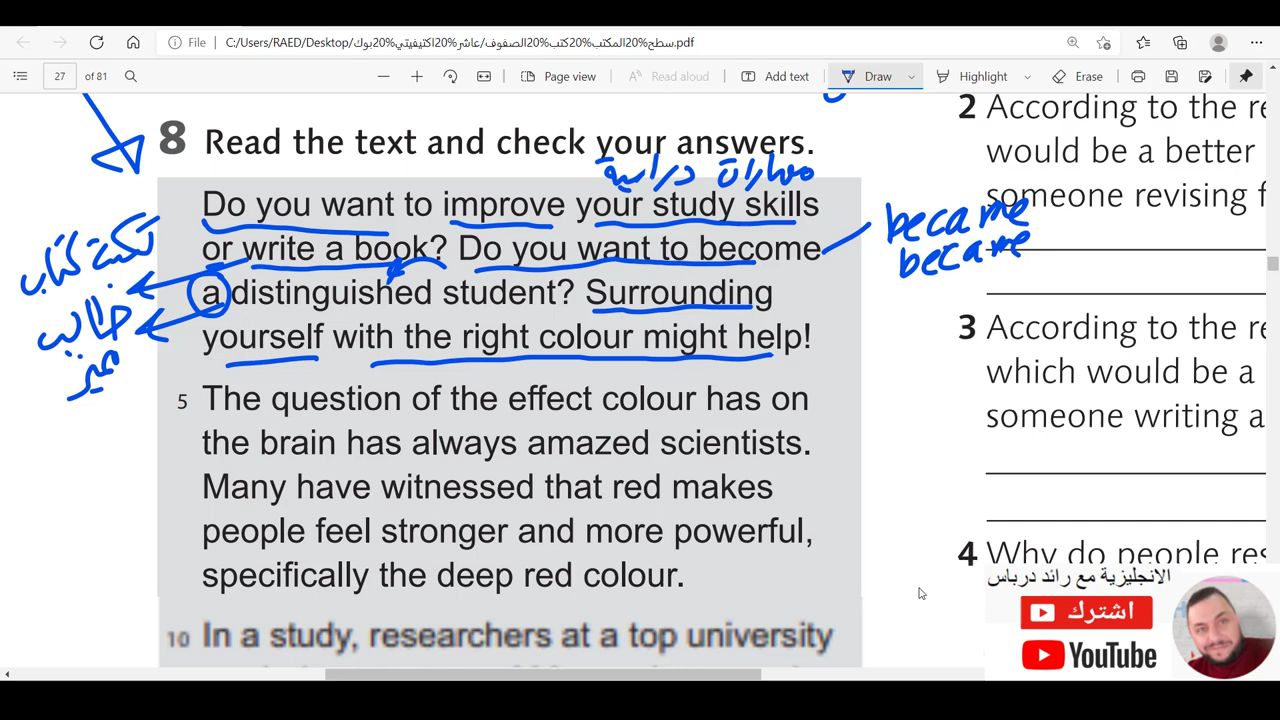 File
C:/Users/RAED/Desktop/سطح%20المكتب%20كتب%20الصفوف/عاشر%20اكتيفيتي%20بوك.pdf
27 of 81
Page view
Read aloud
Add text
Draw
Highlight
Erase
8 Read the text and check your answers.
مهارات دراسية
Do you want to improve your study skills
or write a book? Do you want to become
a distinguished student? Surrounding
yourself with the right colour might help!
became
became
تكتب كتاب
طالب
مميز
5 The question of the effect colour has on
the brain has always amazed scientists.
Many have witnessed that red makes
people feel stronger and more powerful,
specifically the deep red colour.
10 In a study, researchers at a top university
2 According to the re
would be a better
someone revising f
3 According to the re
which would be a
someone writing a
4 Why do people res
الانجليزية مع رائد درباس
اشترك
YouTube